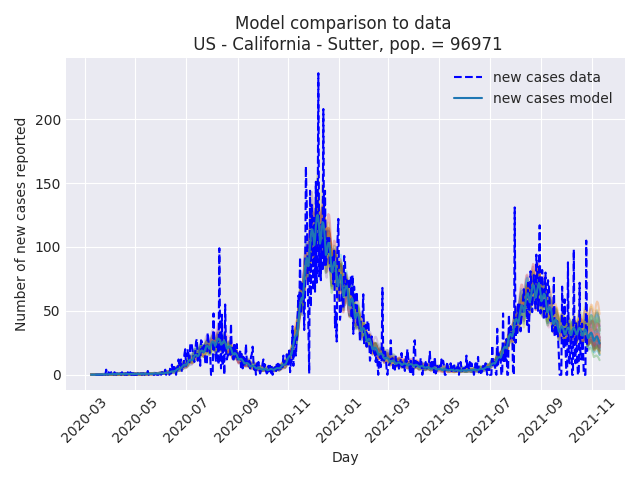 Model comparison to data
US - California - Sutter, pop. = 96971
new cases data
new cases model
Number of new cases reported
200
150
100
50
0
2020-03
2020-05
2020-07
2020-09
2020-11
2021-01
2021-03
2021-05
2021-07
2021-09
2021-11
Day